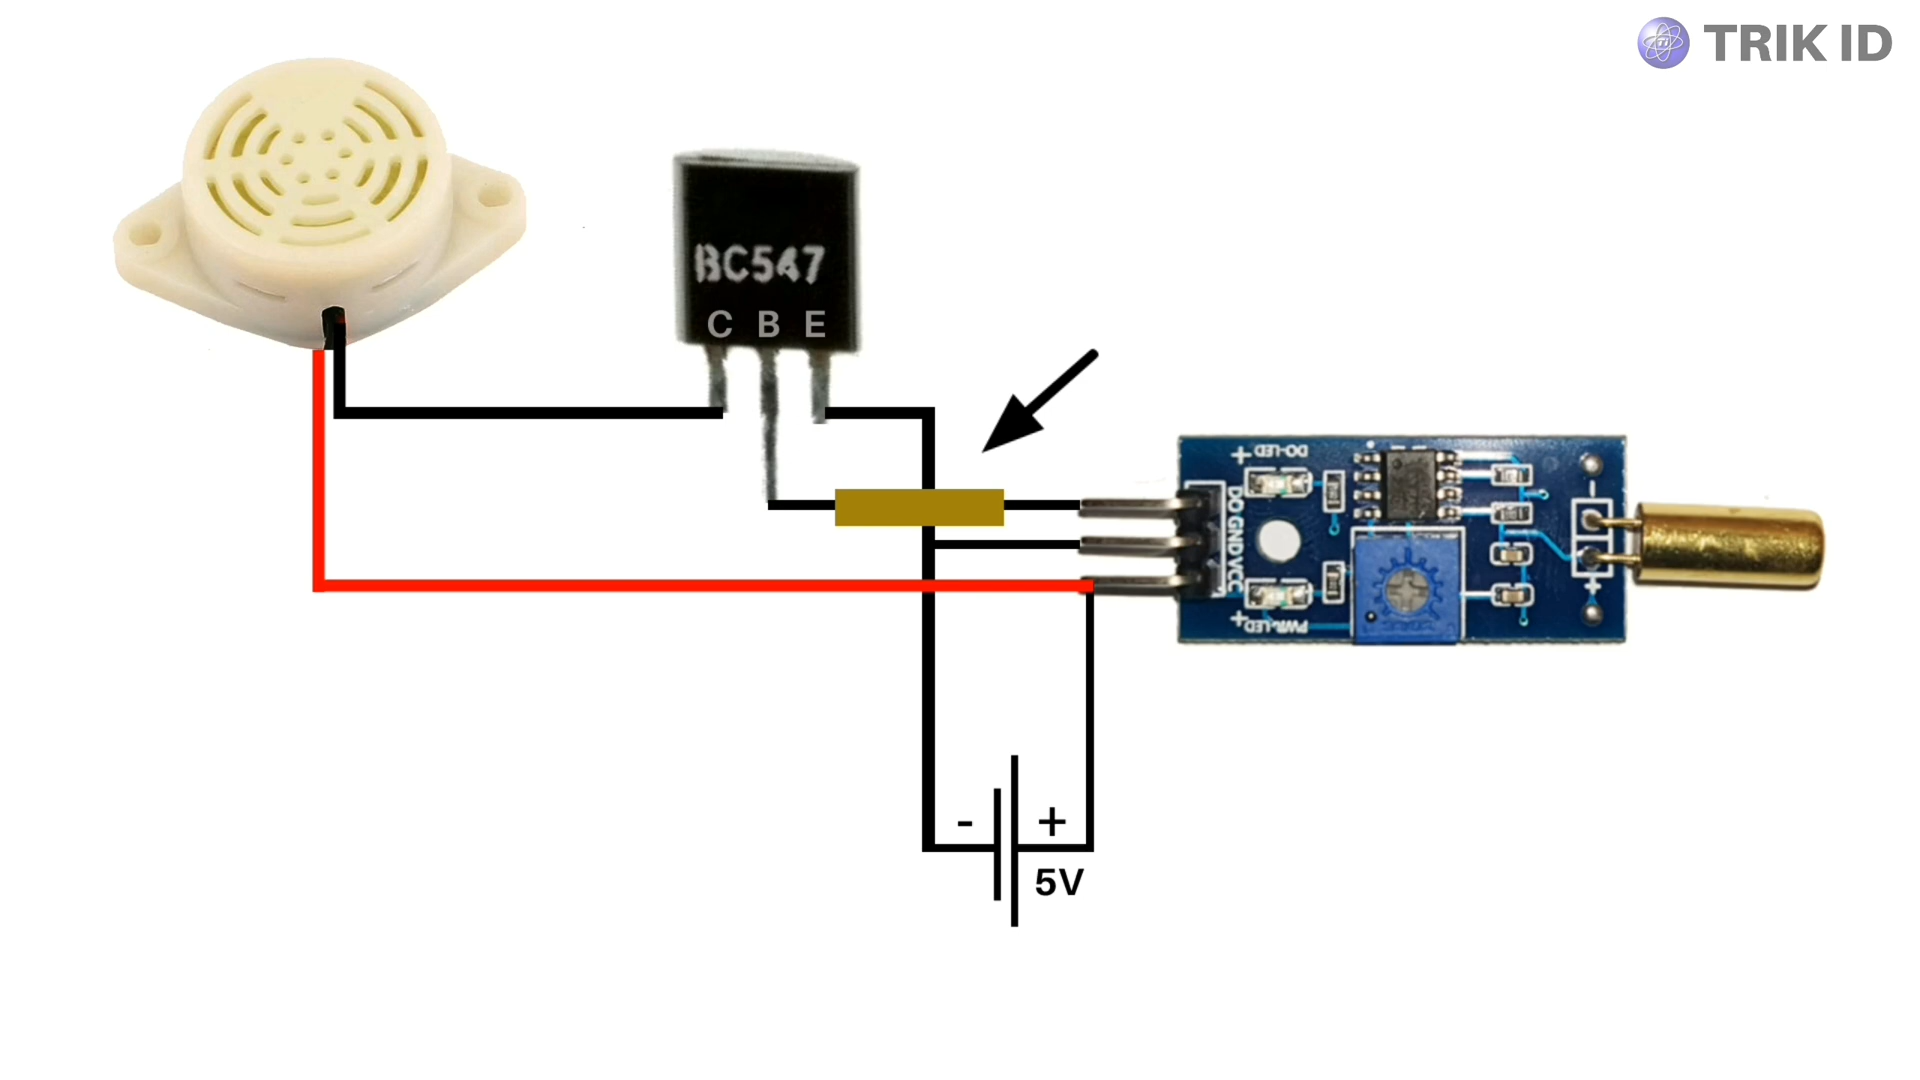 TRIK ID
BC547
C B E
+ DO-LED
DO GND VCC
-
+
+ PWR-LED
- +
5V